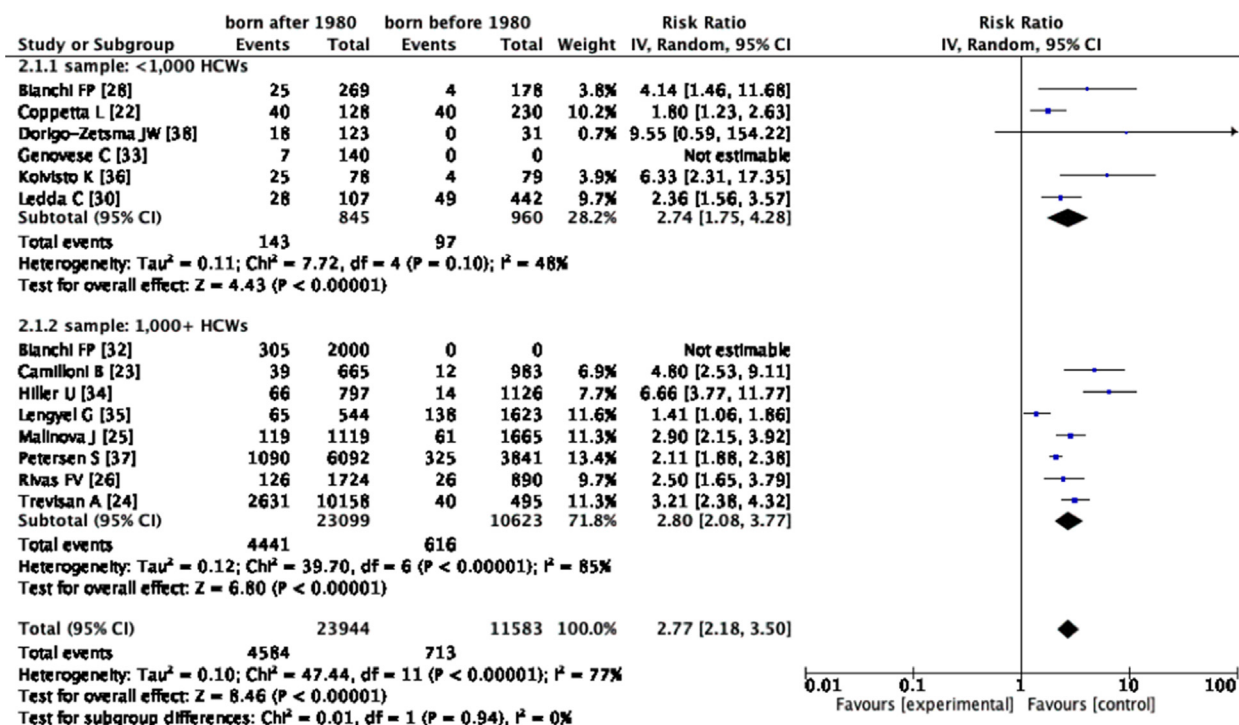 born after 1980 born before 1980 Risk Ratio Risk Ratio
Study or Subgroup Events Total Events Total Weight IV, Random, 95% CI IV, Random, 95% CI
2.1.1 sample: <1,000 HCWs
Bianchi FP [28] 25 269 4 178 3.8% 4.14 [1.46, 11.68]
Coppetta L [22] 40 128 40 230 10.2% 1.80 [1.23, 2.63]
Dorigo-Zetsma JW [38] 18 123 0 31 0.7% 9.55 [0.59, 154.22]
Genovese C [33] 7 140 0 0 Not estimable
Koivisto K [36] 25 78 4 79 3.9% 6.33 [2.31, 17.35]
Ledda C [30] 28 107 49 442 9.7% 2.36 [1.56, 3.57]
Subtotal (95% CI) 845 960 28.2% 2.74 [1.75, 4.28]
Total events 143 97
Heterogeneity: Tau² = 0.11; Chi² = 7.72, df = 4 (P = 0.10); I² = 48%
Test for overall effect: Z = 4.43 (P < 0.00001)
2.1.2 sample: 1,000+ HCWs
Bianchi FP [32] 305 2000 0 0 Not estimable
Camilloni B [23] 39 665 12 983 6.9% 4.80 [2.53, 9.11]
Hiller U [34] 66 797 14 1126 7.7% 6.66 [3.77, 11.77]
Lengyel G [35] 65 544 138 1623 11.6% 1.41 [1.06, 1.86]
Malinova J [25] 119 1119 61 1665 11.3% 2.90 [2.15, 3.92]
Petersen S [37] 1090 6092 325 3841 13.4% 2.11 [1.88, 2.38]
Rivas FV [26] 126 1724 26 890 9.7% 2.50 [1.65, 3.79]
Trevisan A [24] 2631 10158 40 495 11.3% 3.21 [2.38, 4.32]
Subtotal (95% CI) 23099 10623 71.8% 2.80 [2.08, 3.77]
Total events 4441 616
Heterogeneity: Tau² = 0.12; Chi² = 39.70, df = 6 (P < 0.00001); I² = 85%
Test for overall effect: Z = 6.80 (P < 0.00001)
Total (95% CI) 23944 11583 100.0% 2.77 [2.18, 3.50]
Total events 4584 713
Heterogeneity: Tau² = 0.10; Chi² = 47.44, df = 11 (P < 0.00001); I² = 77%
0.01 0.1 1 10 100
Test for overall effect: Z = 8.46 (P < 0.00001)
Favours [experimental] Favours [control]
Test for subgroup differences: Chi² = 0.01, df = 1 (P = 0.94), I² = 0%